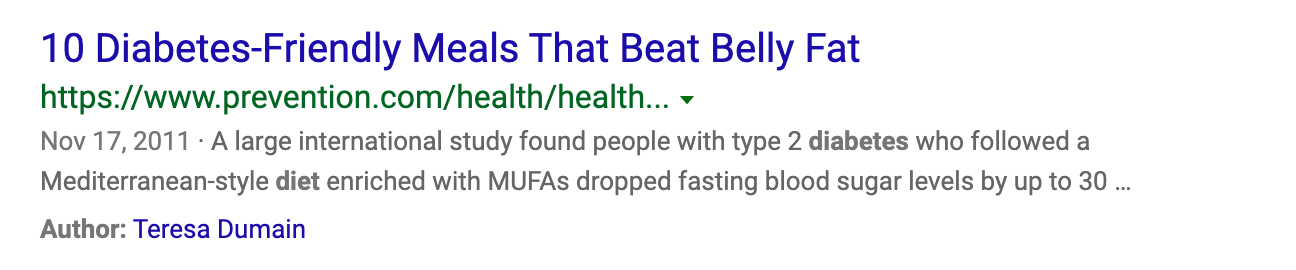 10 Diabetes-Friendly Meals That Beat Belly Fat
https://www.prevention.com/health/health...
Nov 17, 2011 · A large international study found people with type 2 diabetes who followed a
Mediterranean-style diet enriched with MUFAs dropped fasting blood sugar levels by up to 30 ...
Author: Teresa Dumain